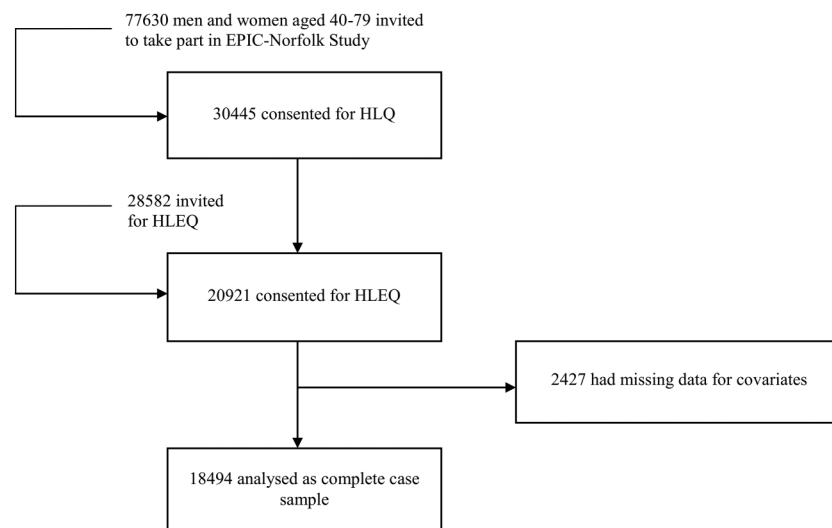 77630 men and women aged 40-79 invited
to take part in EPIC-Norfolk Study
30445 consented for HLQ
28582 invited
for HLEQ
20921 consented for HLEQ
2427 had missing data for covariates
18494 analysed as complete case
sample